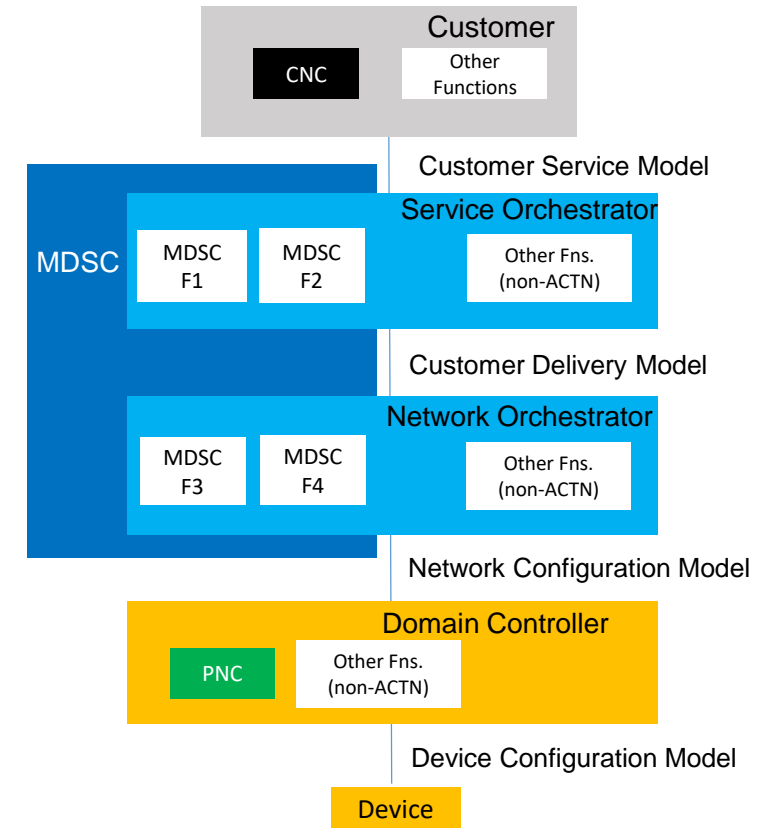 Customer
CNC
Other
Functions
Customer Service Model
MDSC
Service Orchestrator
MDSC
F1
MDSC
F2
Other Fns.
(non-ACTN)
Customer Delivery Model
Network Orchestrator
MDSC
F3
MDSC
F4
Other Fns.
(non-ACTN)
Network Configuration Model
Domain Controller
PNC
Other Fns.
(non-ACTN)
Device Configuration Model
Device